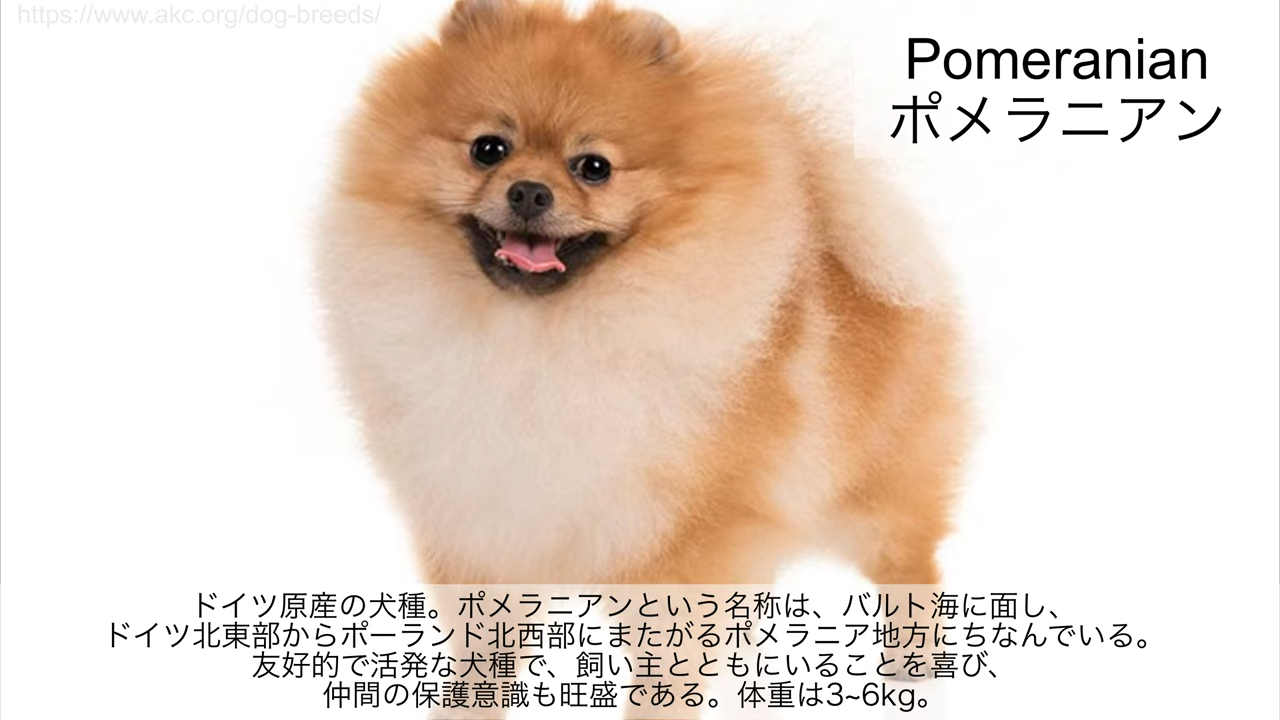 https://www.akc.org/dog-breeds/
Pomeranian
ポメラニアン
ドイツ原産の犬種。ポメラニアンという名称は、バルト海に面し、
ドイツ北東部からポーランド北西部にまたがるポメラニア地方にちなんでいる。
友好的で活発な犬種で、飼い主とともにいることを喜び、
仲間の保護意識も旺盛である。体重は3~6kg。